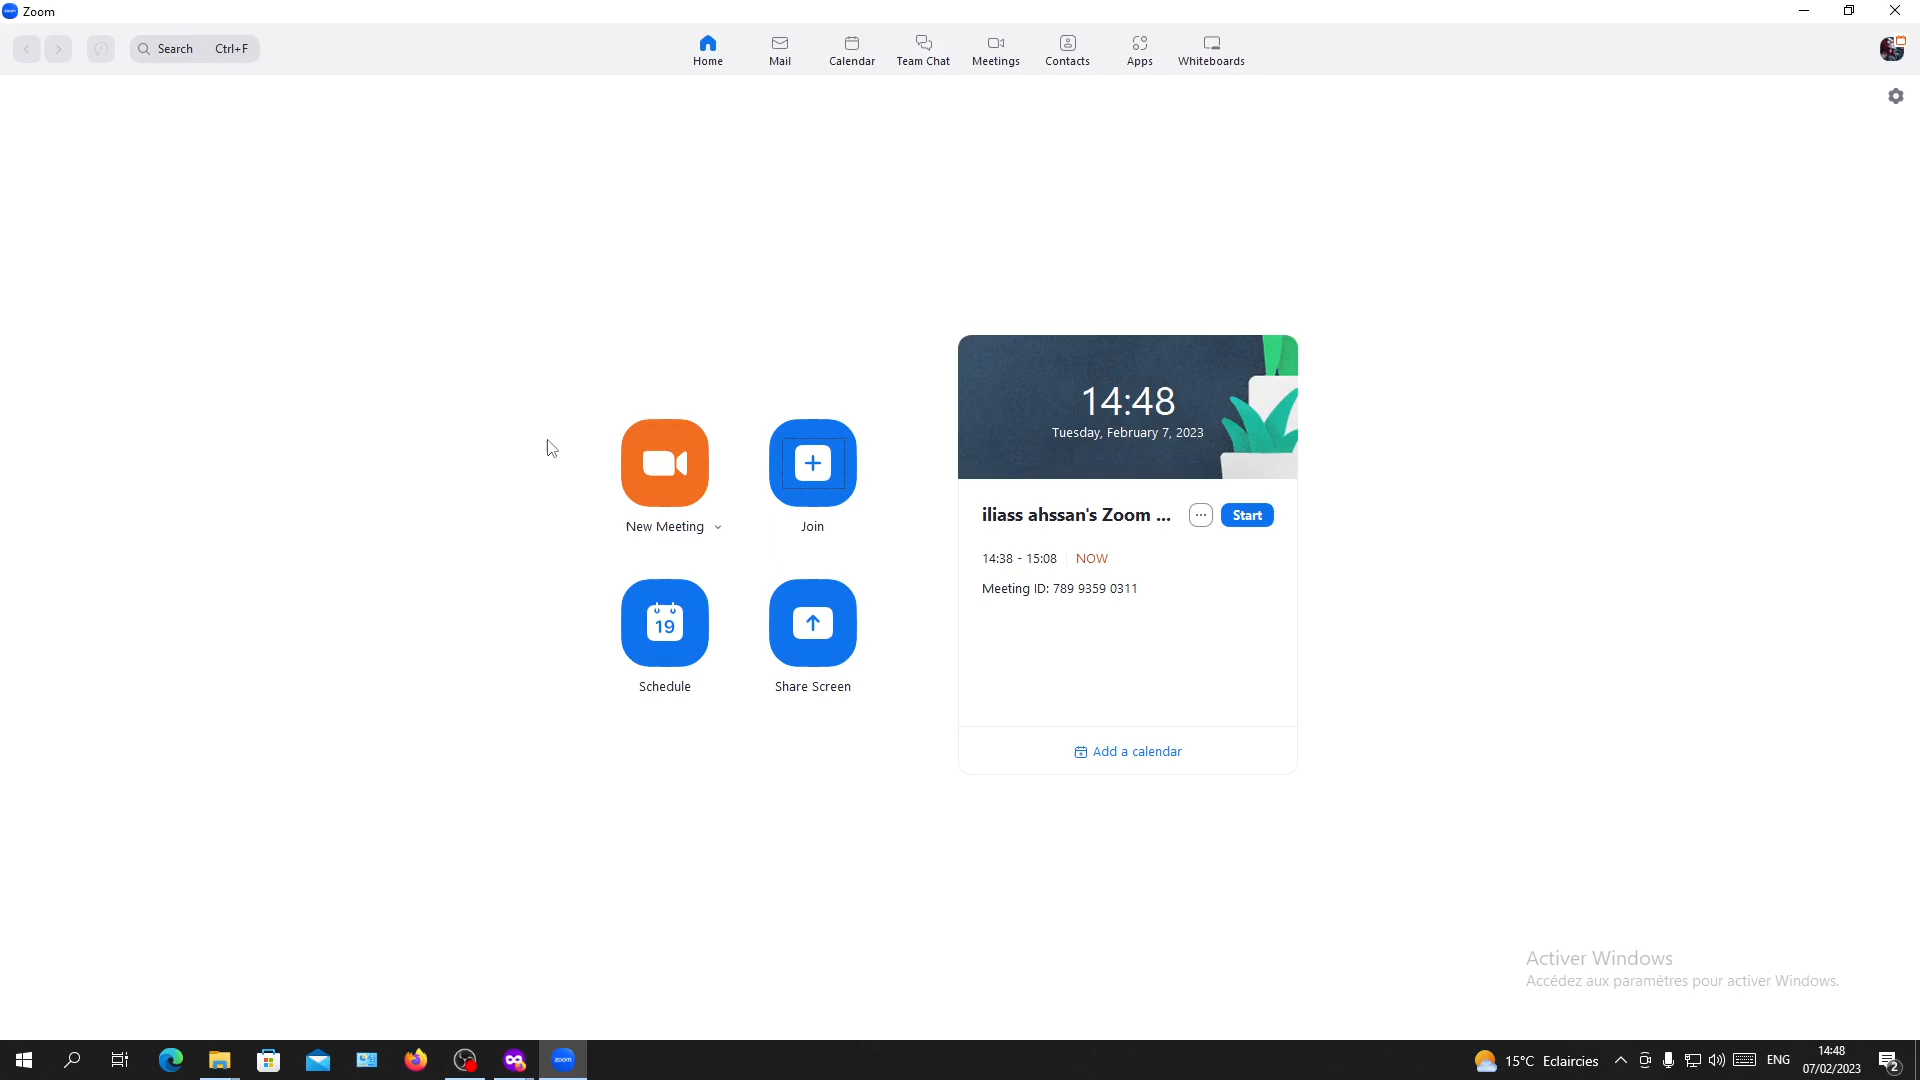 Zoom
Search Ctrl+F
Home
Mail
Calendar
Team Chat
Meetings
Contacts
Apps
Whiteboards
14:48
Tuesday, February 7, 2023
New Meeting
Join
iliass ahssan's Zoom ...
Start
14:38 - 15:08 NOW
Meeting ID: 789 9359 0311
19
Schedule
Share Screen
Add a calendar
Activer Windows
Accédez aux paramètres pour activer Windows.
zoom
15°C Eclaircies
ENG
14:48
07/02/2023
2